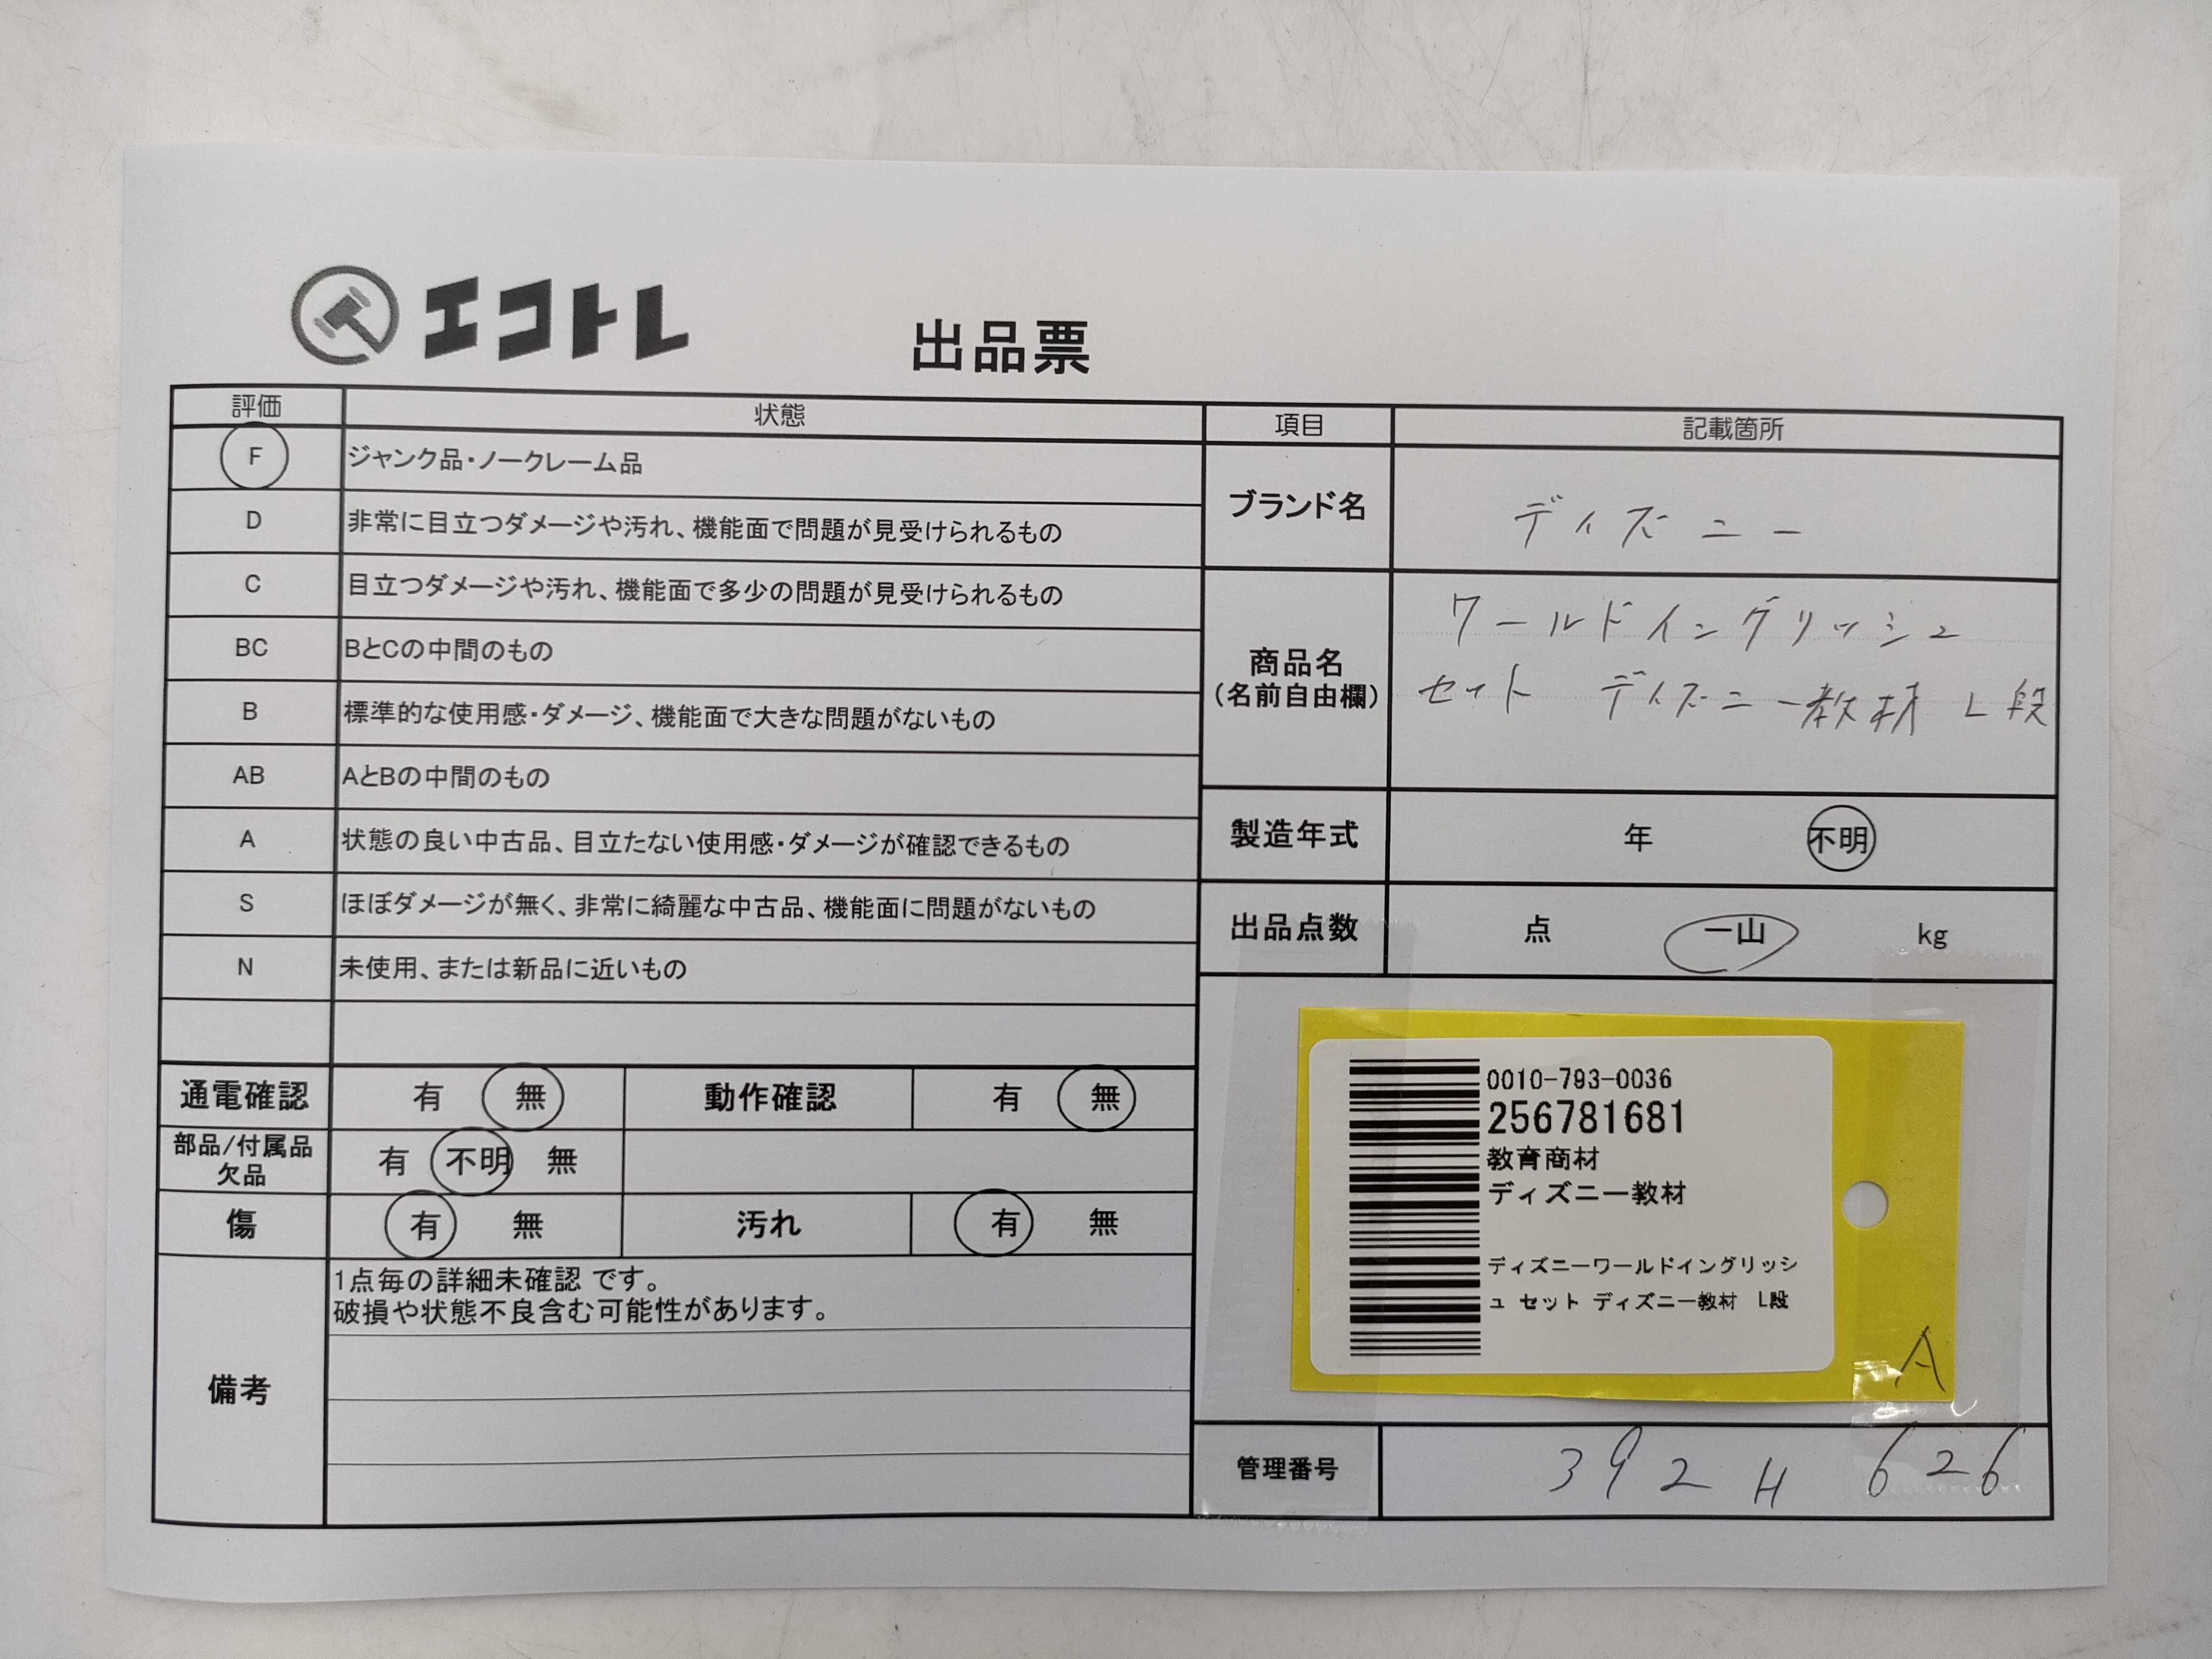 エコトレ
出品票
評価 状態
F ジャンク品・ノークレーム品
D 非常に目立つダメージや汚れ、機能面で問題が見受けられるもの
C 目立つダメージや汚れ、機能面で多少の問題が見受けられるもの
BC BとCの中間のもの
B 標準的な使用感・ダメージ、機能面で大きな問題がないもの
AB AとBの中間のもの
A 状態の良い中古品、目立たない使用感・ダメージが確認できるもの
S ほぼダメージが無く、非常に綺麗な中古品、機能面に問題がないもの
N 未使用、または新品に近いもの
通電確認 有 無 動作確認 有 無
部品/付属品
欠品
有 不明 無
傷 有 無 汚れ 有 無
備考
1点毎の詳細未確認 です。
破損や状態不良含む可能性があります。
項目 記載箇所
ブランド名 ディズニー
商品名
(名前自由欄)
ワールドイングリッシュ
セット ディズニー教材 L段
製造年式 年 不明
出品点数 点 一山 kg
0010-793-0036
256781681
教育商材
ディズニー教材
ディズニーワールドイングリッシ
ュ セット ディズニー教材 L段
A
管理番号 392 H 626